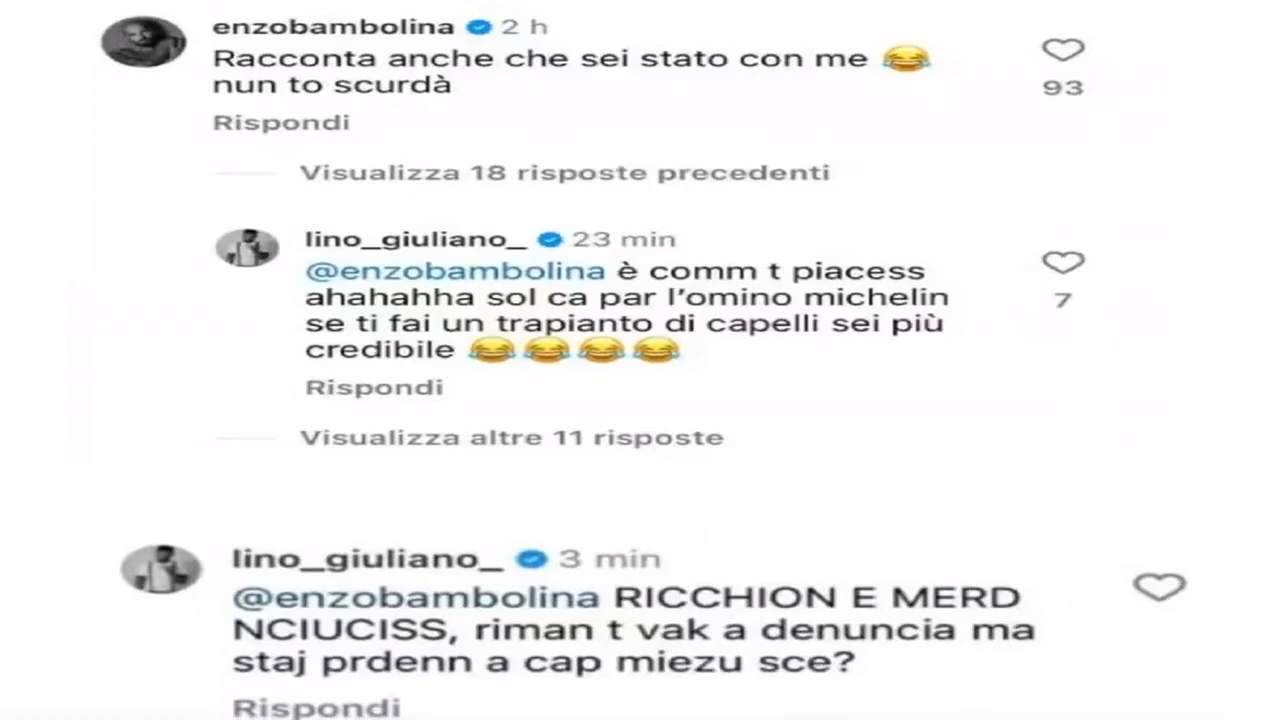 enzobambolina 2 h
Racconta anche che sei stato con me 😂
nun to scurdà
93
Rispondi
Visualizza 18 risposte precedenti
lino_giuliano_ 23 min
@enzobambolina è comm t piacess
ahahahha sol ca par l'omino michelin
se ti fai un trapianto di capelli sei più
credibile 😂😂😂😂
7
Rispondi
Visualizza altre 11 risposte
lino_giuliano_ 3 min
@enzobambolina RICCHION E MERD
NCIUCISS, riman t vak a denuncia ma
staj prdenn a cap miezu sce?
Rispondi